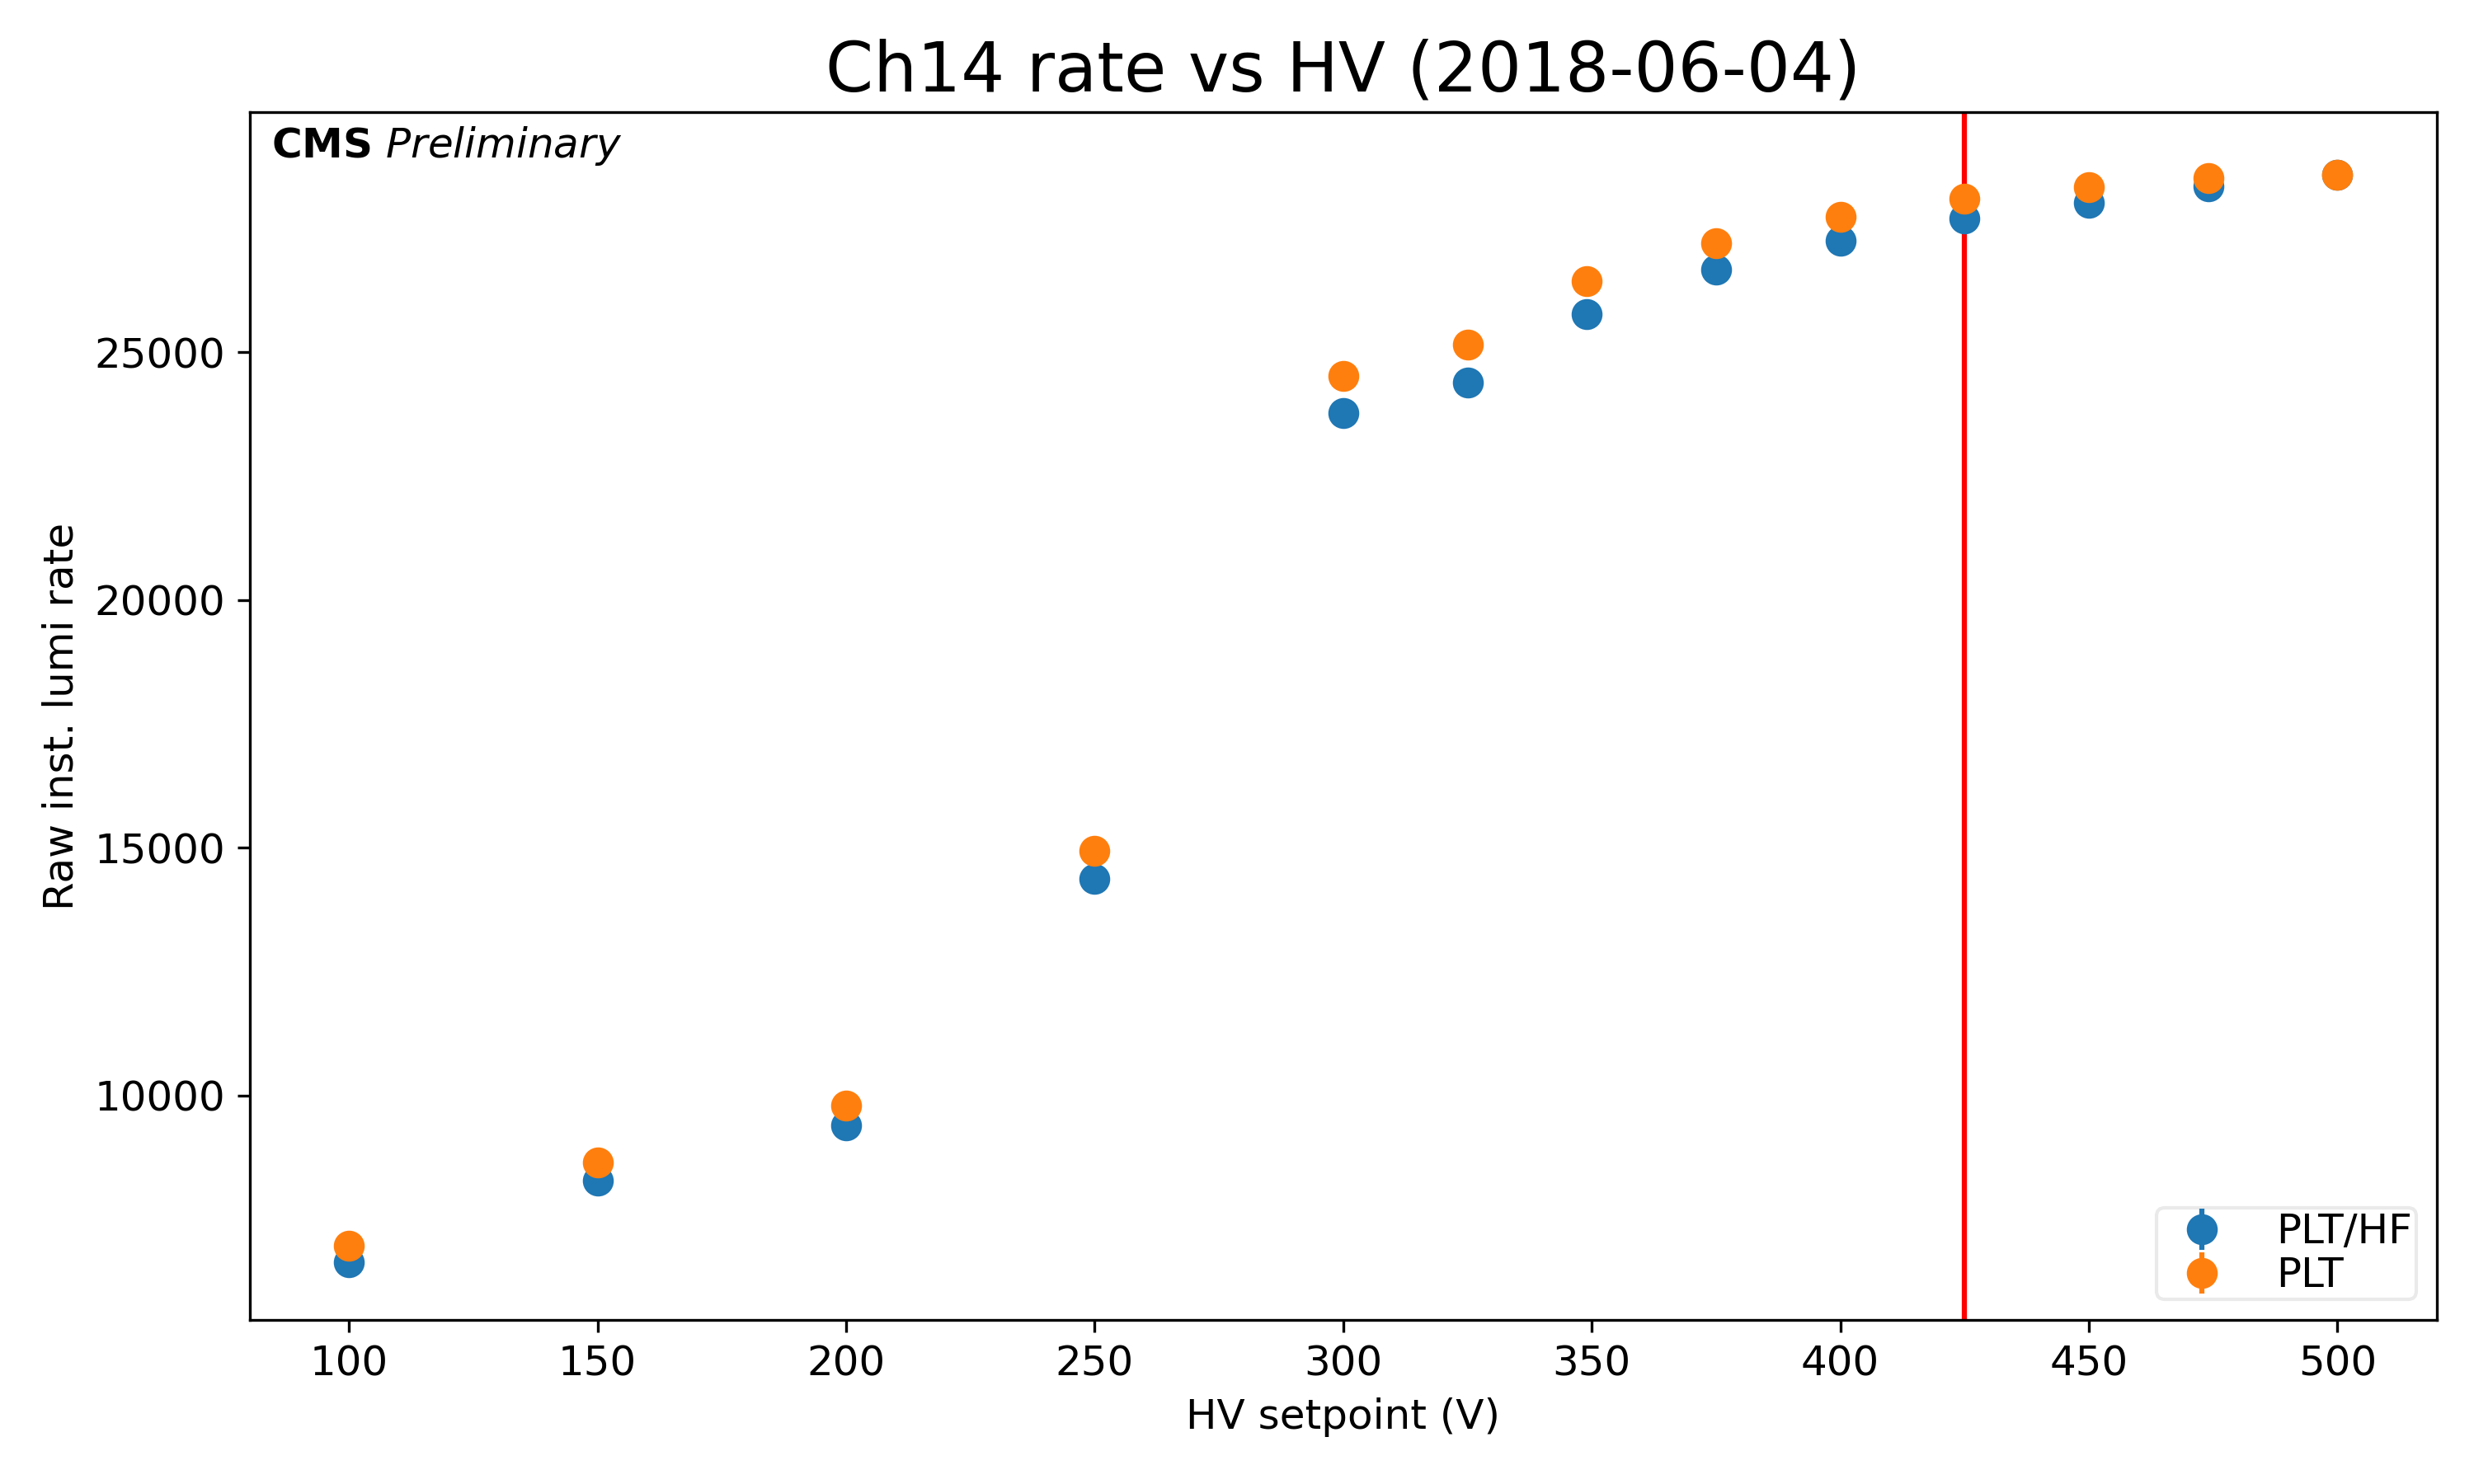 Ch14 rate vs HV (2018-06-04)
CMS Preliminary
Raw inst. lumi rate
25000
20000
15000
10000
100 150 200 250 300 350 400 450 500
HV setpoint (V)
PLT/HF
PLT